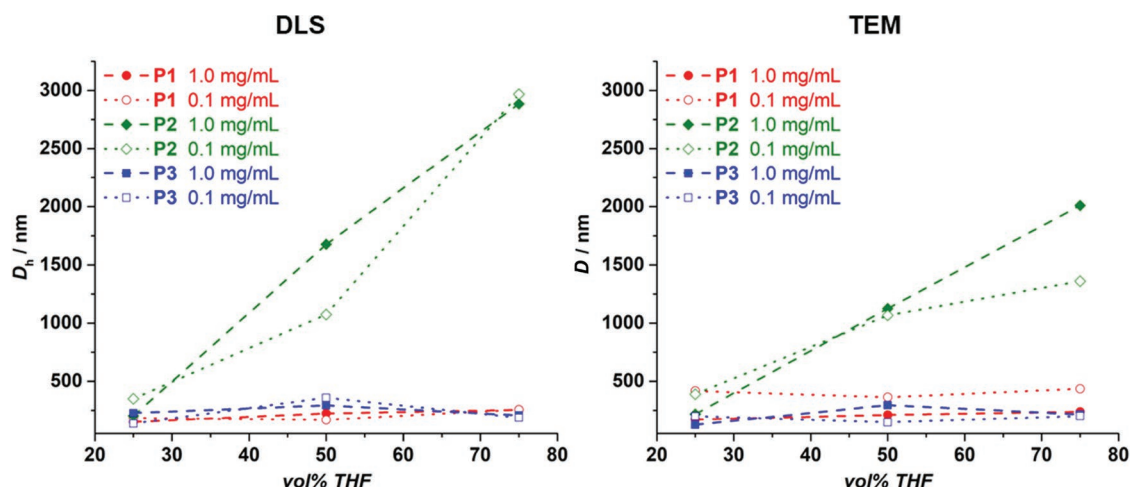 DLS
P1 1.0 mg/mL
P1 0.1 mg/mL
P2 1.0 mg/mL
P2 0.1 mg/mL
P3 1.0 mg/mL
P3 0.1 mg/mL
3000
2500
2000
1500
1000
500
Dh / nm
20 30 40 50 60 70 80
vol% THF
TEM
P1 1.0 mg/mL
P1 0.1 mg/mL
P2 1.0 mg/mL
P2 0.1 mg/mL
P3 1.0 mg/mL
P3 0.1 mg/mL
3000
2500
2000
1500
1000
500
D / nm
20 30 40 50 60 70 80
vol% THF